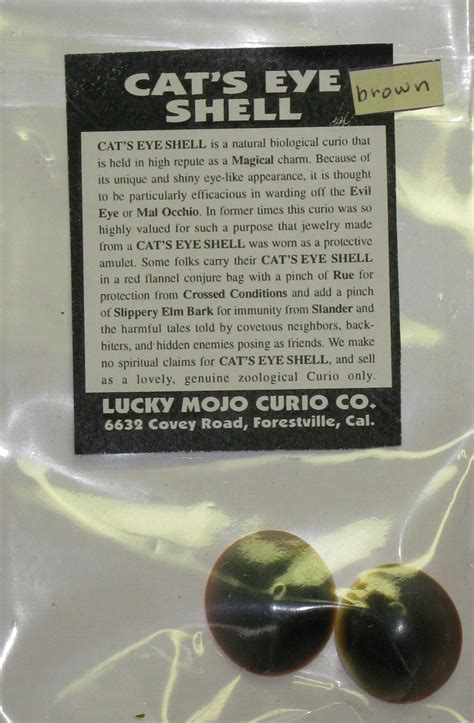 CAT'S EYE
SHELL
brown
CAT'S EYE SHELL is a natural biological curio that
is held in high repute as a Magical charm. Because of
its unique and shiny eye-like appearance, it is thought
to be particularly efficacious in warding off the Evil
Eye or Mal Occhio. In former times this curio was so
highly valued for such a purpose that jewelry made
from a CAT'S EYE SHELL was worn as a protective
amulet. Some folks carry their CAT'S EYE SHELL
in a red flannel conjure bag with a pinch of Rue for
protection from Crossed Conditions and add a pinch
of Slippery Elm Bark for immunity from Slander and
the harmful tales told by covetous neighbors, back-
biters, and hidden enemies posing as friends. We make
no spiritual claims for CAT'S EYE SHELL, and sell
as a lovely, genuine zoological Curio only.
LUCKY MOJO CURIO CO.
6632 Covey Road, Forestville, Cal.